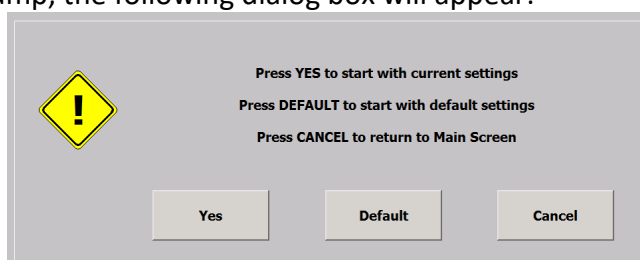 the following dialog box will appear:
Press YES to start with current settings
Press DEFAULT to start with default settings
Press CANCEL to return to Main Screen
!
Yes Default Cancel